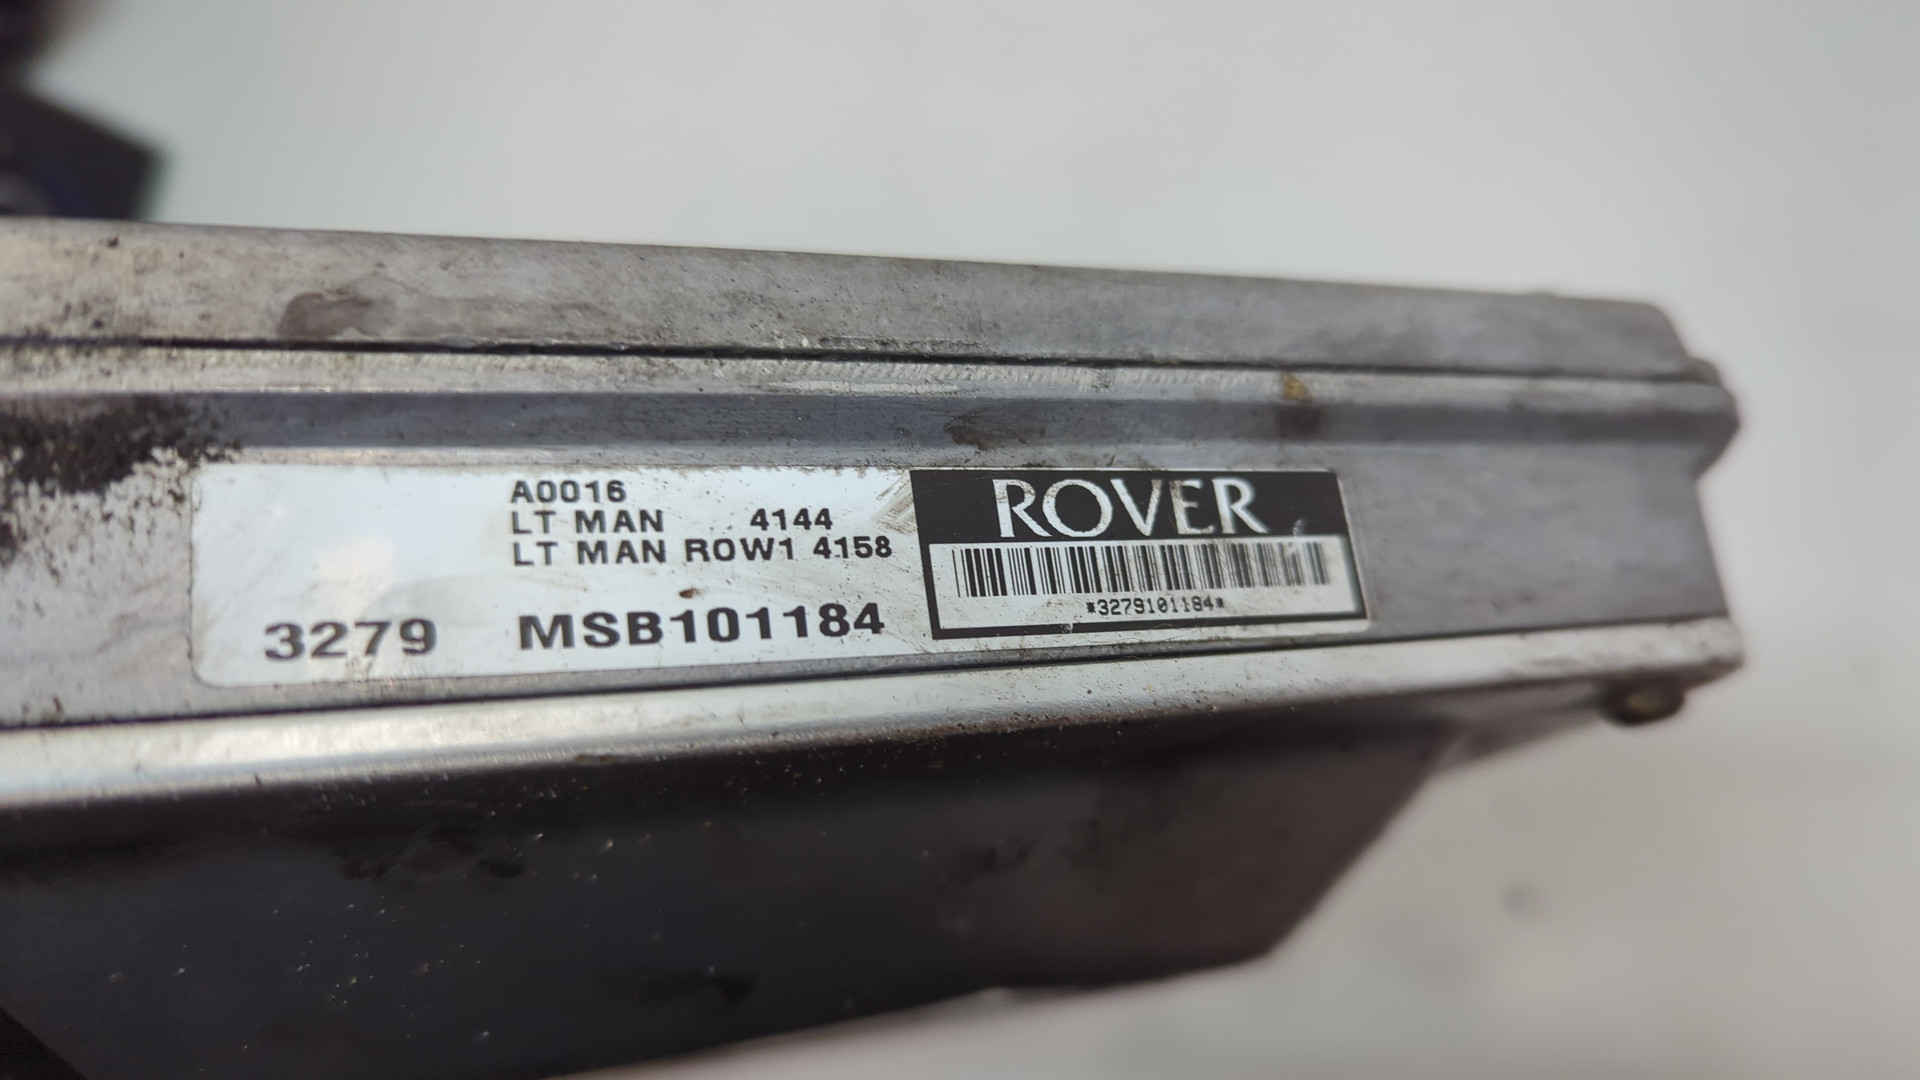 A0016
LT MAN 4144
LT MAN ROW1 4158
3279 MSB101184
ROVER
*3279101184*